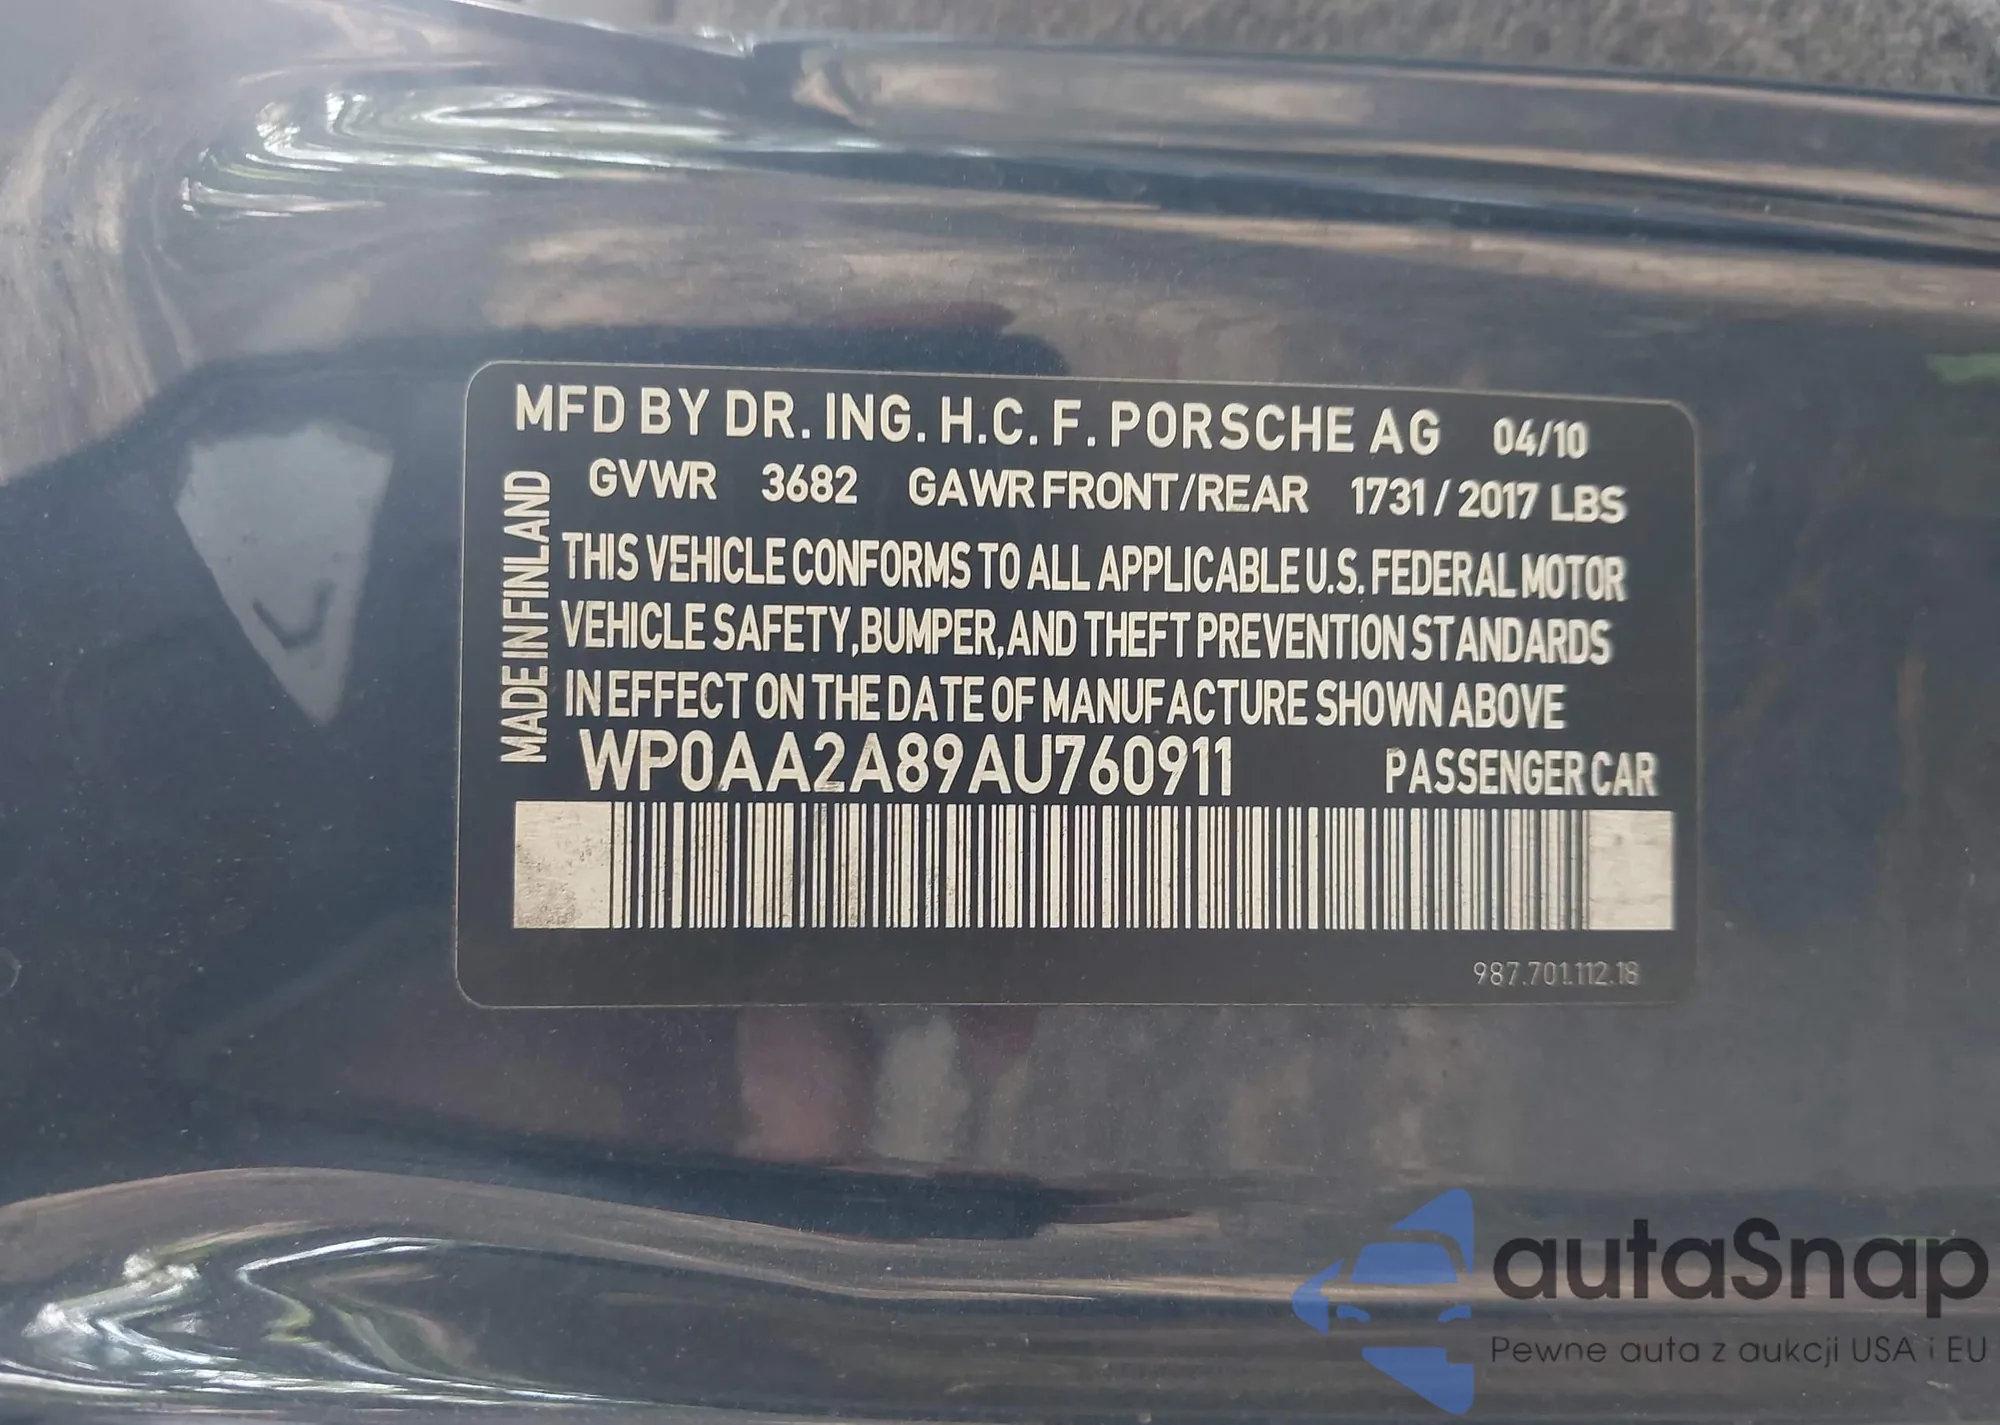 MFD BY DR. ING. H.C. F. PORSCHE AG 04/10
GVWR 3682 GAWR FRONT/REAR 1731 / 2017 LBS
MADE IN FINLAND
THIS VEHICLE CONFORMS TO ALL APPLICABLE U.S. FEDERAL MOTOR
VEHICLE SAFETY, BUMPER, AND THEFT PREVENTION STANDARDS
IN EFFECT ON THE DATE OF MANUFACTURE SHOWN ABOVE
WP0AA2A89AU760911 PASSENGER CAR
987.701.112.18
autaSnap
Pewne auta z aukcji USA i EU